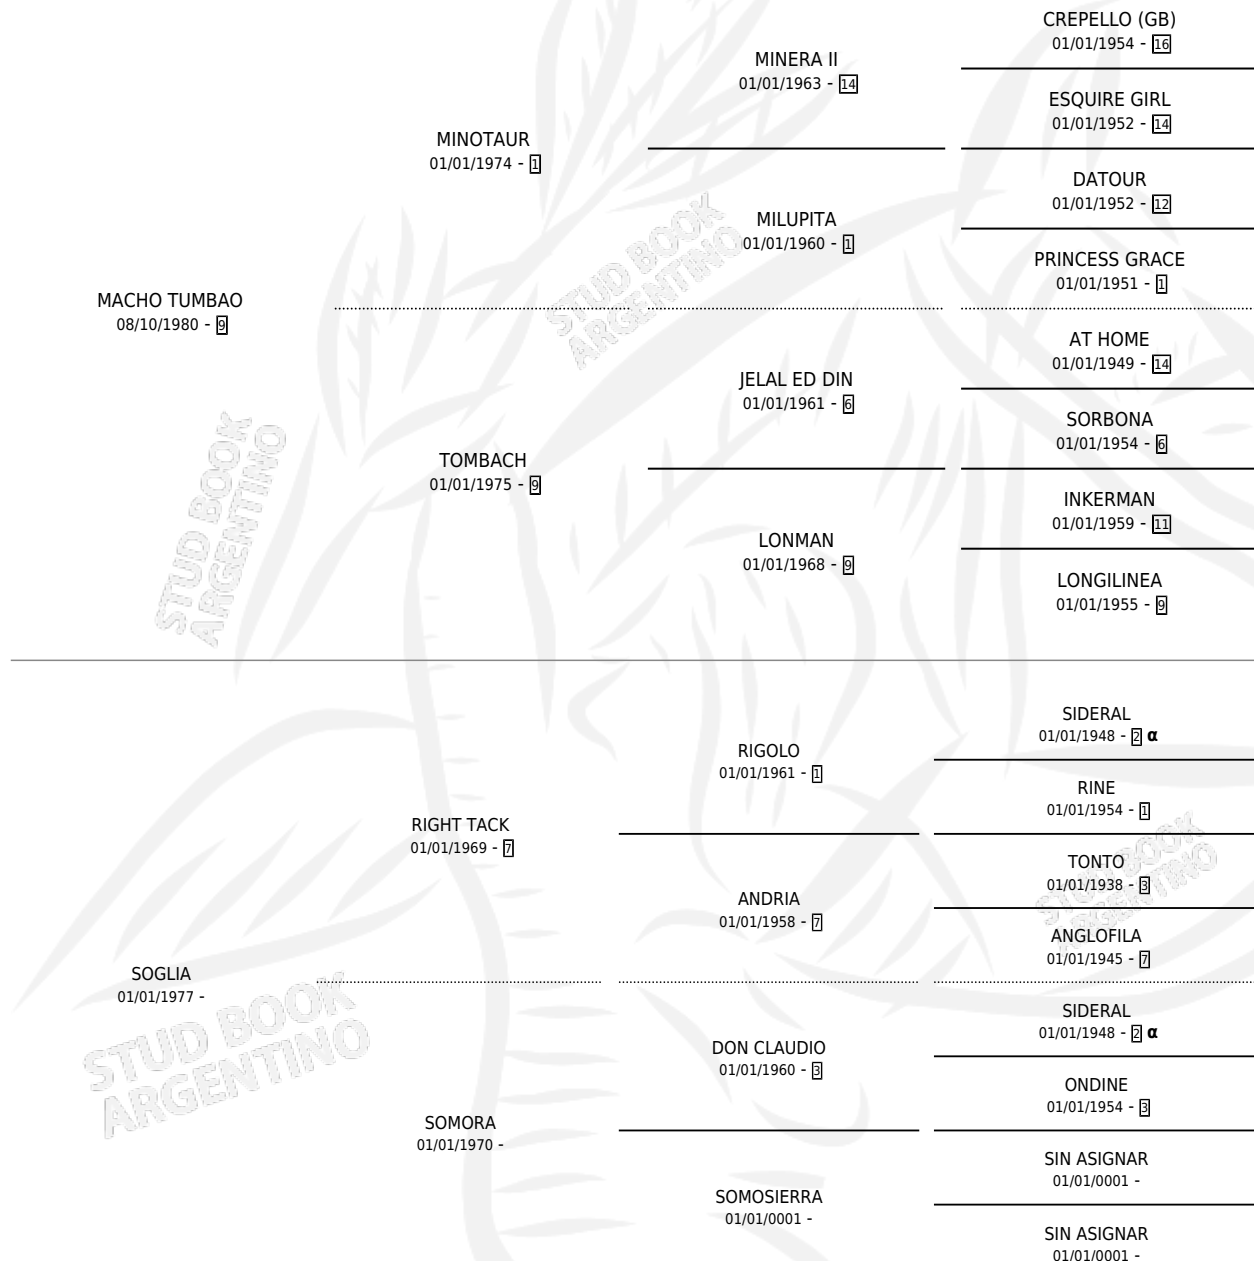 CREPELLO (GB)
01/01/1954 - 16
MINERA II
01/01/1963 - 14
ESQUIRE GIRL
01/01/1952 - 14
MINOTAUR
01/01/1974 - 1
DATOUR
01/01/1952 - 12
MILUPITA
01/01/1960 - 1
PRINCESS GRACE
01/01/1951 - 1
MACHO TUMBAO
08/10/1980 - 9
AT HOME
01/01/1949 - 14
JELAL ED DIN
01/01/1961 - 6
SORBONA
01/01/1954 - 6
TOMBACH
01/01/1975 - 9
INKERMAN
01/01/1959 - 11
LONMAN
01/01/1968 - 9
LONGILINEA
01/01/1955 - 9
SIDERAL
01/01/1948 - 2 α
RIGOLO
01/01/1961 - 1
RINE
01/01/1954 - 1
RIGHT TACK
01/01/1969 - 7
TONTO
01/01/1938 - 3
ANDRIA
01/01/1958 - 7
ANGLOFILA
01/01/1945 - 7
SOGLIA
01/01/1977 -
SIDERAL
01/01/1948 - 2 α
DON CLAUDIO
01/01/1960 - 3
ONDINE
01/01/1954 - 3
SOMORA
01/01/1970 -
SIN ASIGNAR
01/01/0001 -
SOMOSIERRA
01/01/0001 -
SIN ASIGNAR
01/01/0001 -
STUD BOOK
ARGENTINO
STUD BOOK
ARGENTINO
STUD BOOK
ARGENTINO
STUD BOOK
ARGENTINO